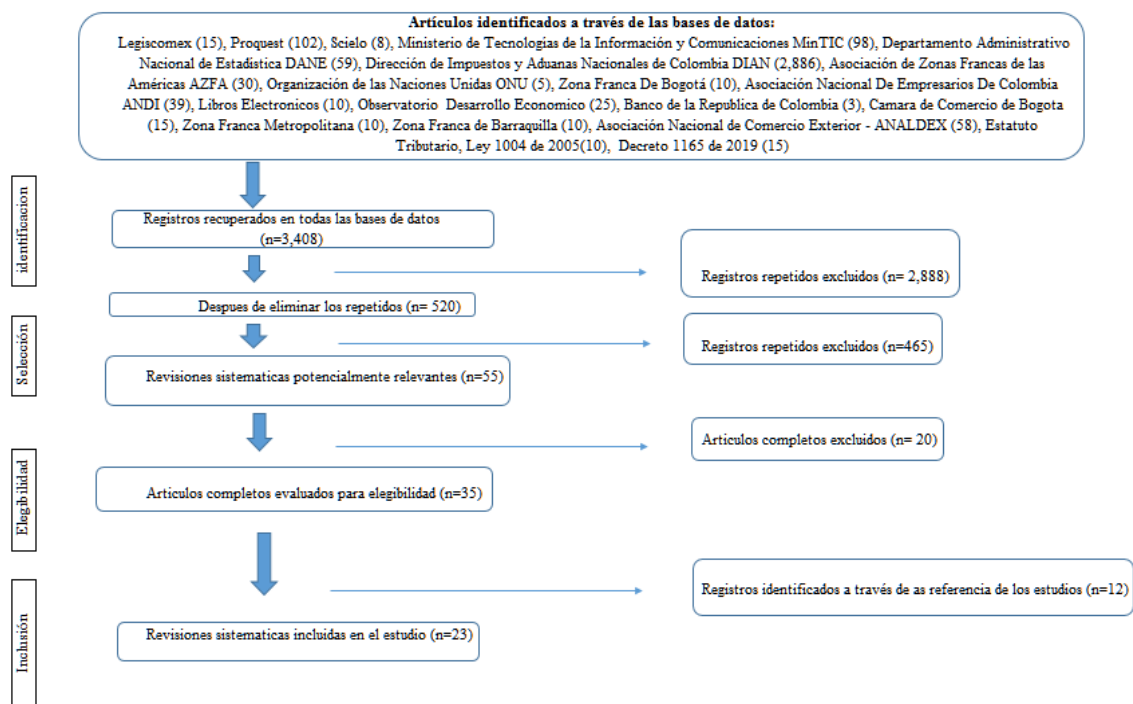 Artículos identificados a través de las bases de datos:
Legiscomex (15), Proquest (102), Scielo (8), Ministerio de Tecnologías de la Información y Comunicaciones MinTIC (98), Departamento Administrativo
Nacional de Estadística DANE (59), Dirección de Impuestos y Aduanas Nacionales de Colombia DIAN (2,886), Asociación de Zonas Francas de las
Américas AZFA (30), Organización de las Naciones Unidas ONU (5), Zona Franca De Bogotá (10), Asociación Nacional De Empresarios De Colombia
ANDI (39), Libros Electronicos (10), Observatorio Desarrollo Economico (25), Banco de la Republica de Colombia (3), Camara de Comercio de Bogota
(15), Zona Franca Metropolitana (10), Zona Franca de Barraquilla (10), Asociación Nacional de Comercio Exterior - ANALDEX (58), Estatuto
Tributario, Ley 1004 de 2005(10), Decreto 1165 de 2019 (15)
identificacion
Registros recuperados en todas las bases de datos
(n=3,408)
Registros repetidos excluidos (n= 2,888)
Despues de eliminar los repetidos (n= 520)
Selección
Registros repetidos excluidos (n=465)
Revisiones sistematicas potencialmente relevantes (n=55)
Articulos completos excluidos (n= 20)
Elegibilidad
Articulos completos evaluados para elegibilidad (n=35)
Registros identificados a través de as referencia de los estudios (n=12)
Inclusión
Revisiones sistematicas incluidas en el estudio (n=23)